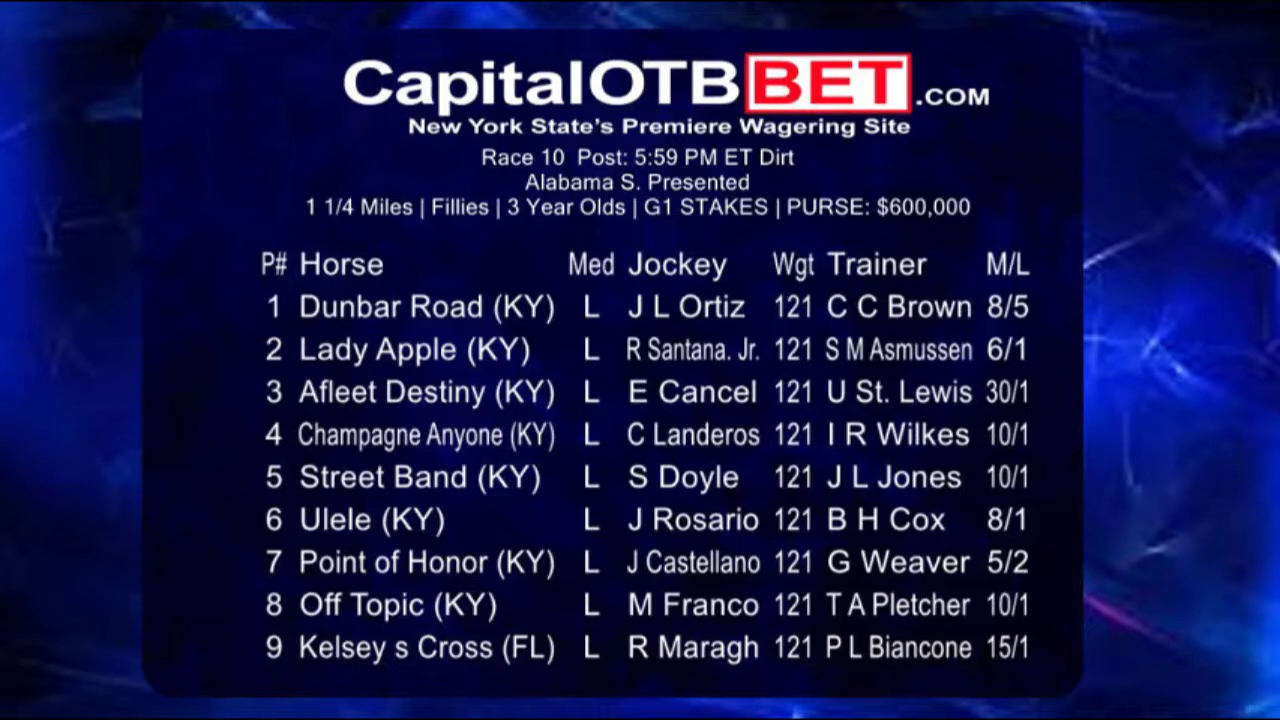 CapitalOTBBET.COM
New York State's Premiere Wagering Site
Race 10 Post: 5:59 PM ET Dirt
Alabama S. Presented
1 1/4 Miles | Fillies | 3 Year Olds | G1 STAKES | PURSE: $600,000
P# Horse Med Jockey Wgt Trainer M/L
1 Dunbar Road (KY) L J L Ortiz 121 C C Brown 8/5
2 Lady Apple (KY) L R Santana. Jr. 121 S M Asmussen 6/1
3 Afleet Destiny (KY) L E Cancel 121 U St. Lewis 30/1
4 Champagne Anyone (KY) L C Landeros 121 I R Wilkes 10/1
5 Street Band (KY) L S Doyle 121 J L Jones 10/1
6 Ulele (KY) L J Rosario 121 B H Cox 8/1
7 Point of Honor (KY) L J Castellano 121 G Weaver 5/2
8 Off Topic (KY) L M Franco 121 T A Pletcher 10/1
9 Kelsey s Cross (FL) L R Maragh 121 P L Biancone 15/1